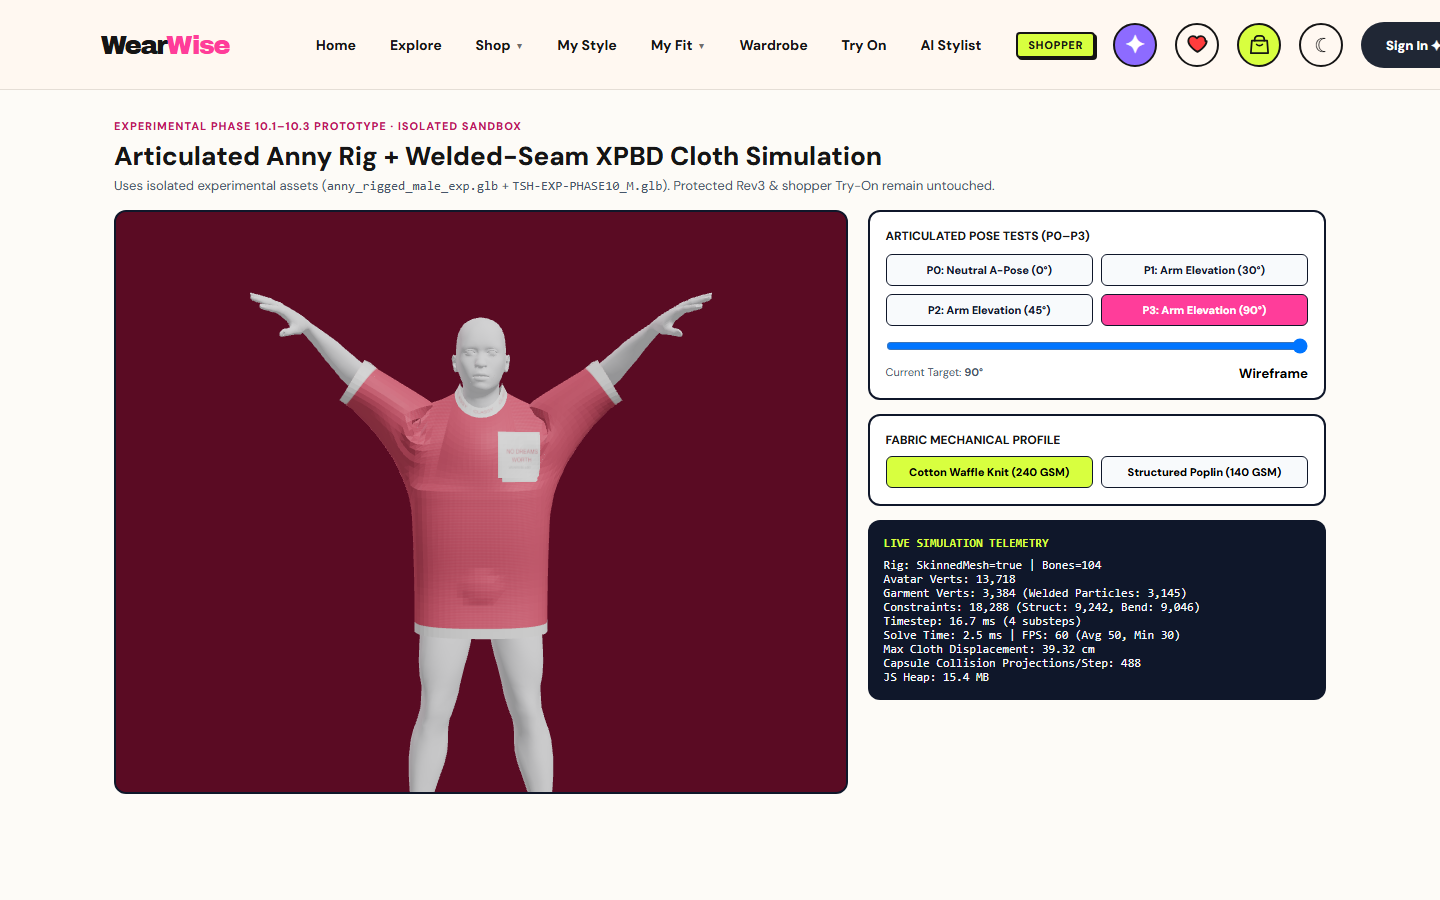 WearWise
Home
Explore
Shop ▼
My Style
My Fit ▼
Wardrobe
Try On
AI Stylist
SHOPPER
Sign In ✦
EXPERIMENTAL PHASE 10.1–10.3 PROTOTYPE · ISOLATED SANDBOX
Articulated Anny Rig + Welded-Seam XPBD Cloth Simulation
Uses isolated experimental assets (anny_rigged_male_exp.glb + TSH-EXP-PHASE10_M.glb). Protected Rev3 & shopper Try-On remain untouched.
ARTICULATED POSE TESTS (P0–P3)
P0: Neutral A-Pose (0°)
P1: Arm Elevation (30°)
P2: Arm Elevation (45°)
P3: Arm Elevation (90°)
Current Target: 90°
Wireframe
FABRIC MECHANICAL PROFILE
Cotton Waffle Knit (240 GSM)
Structured Poplin (140 GSM)
LIVE SIMULATION TELEMETRY
Rig: SkinnedMesh=true | Bones=104
Avatar Verts: 13,718
Garment Verts: 3,384 (Welded Particles: 3,145)
Constraints: 18,288 (Struct: 9,242, Bend: 9,046)
Timestep: 16.7 ms (4 substeps)
Solve Time: 2.5 ms | FPS: 60 (Avg 50, Min 30)
Max Cloth Displacement: 39.32 cm
Capsule Collision Projections/Step: 488
JS Heap: 15.4 MB